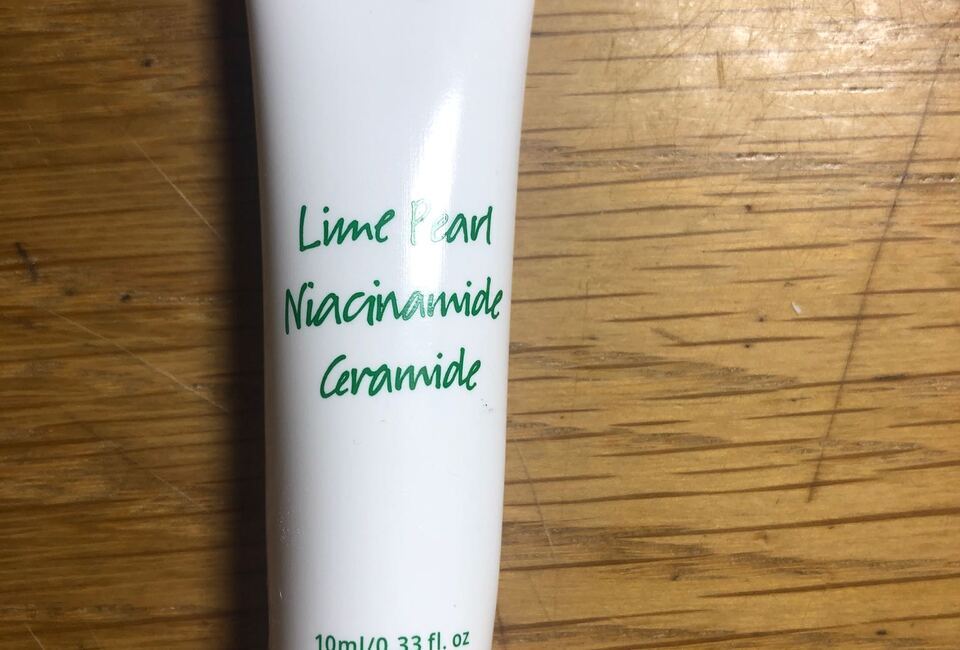 Lime Pearl
Niacinamide
Ceramide
10ml/0.33 fl. oz